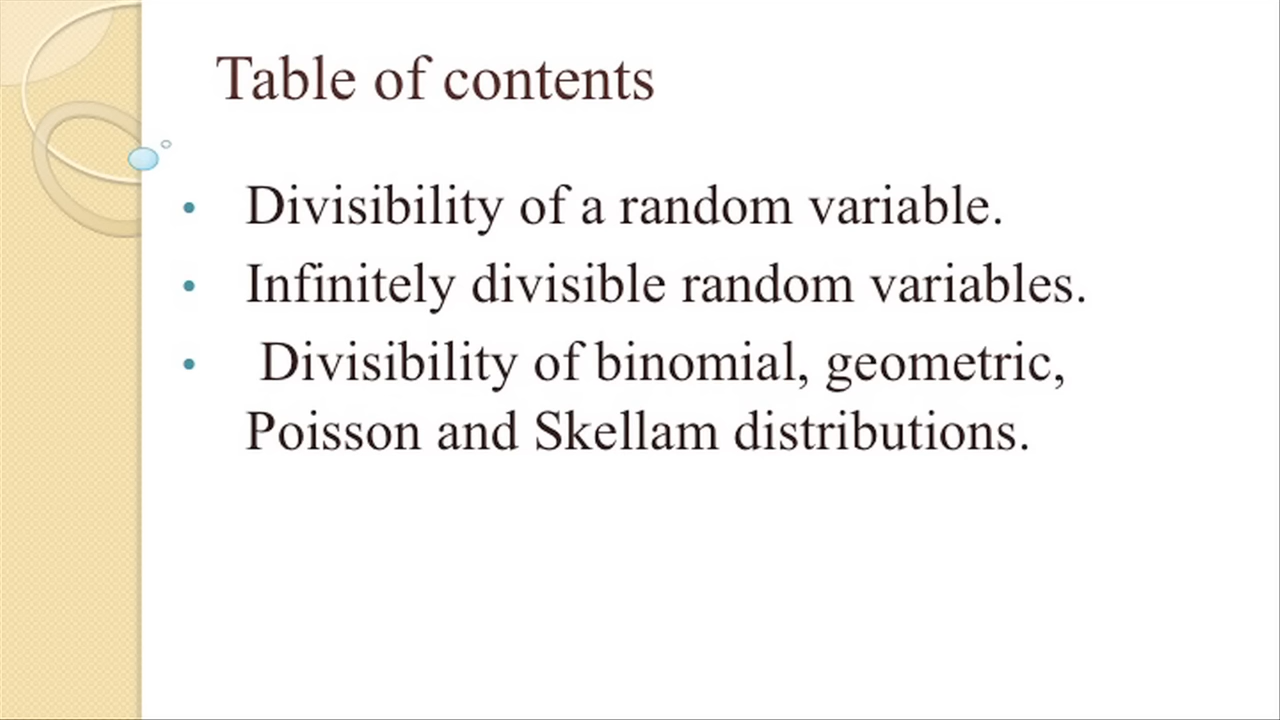 Table of contents
• Divisibility of a random variable.
• Infinitely divisible random variables.
• Divisibility of binomial, geometric,
Poisson and Skellam distributions.